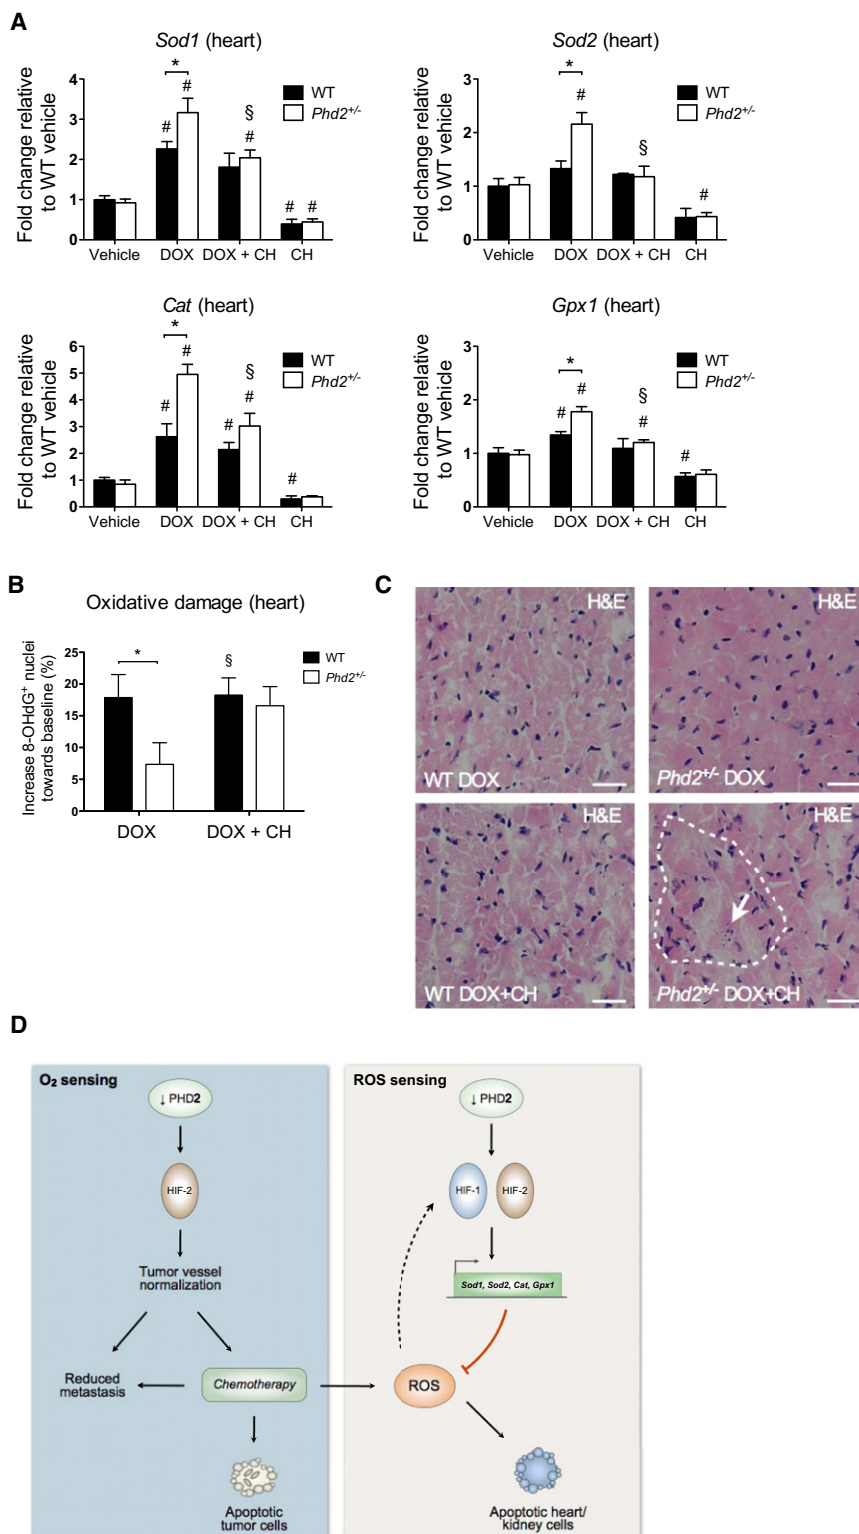 A
Sod1 (heart)
Fold change relative
to WT vehicle
4
3
2
1
0
*
#
#
§
#
#
#
WT
Phd2+/-
Vehicle
DOX
DOX + CH
CH
Sod2 (heart)
Fold change relative
to WT vehicle
3
2
1
0
*
#
§
#
WT
Phd2+/-
Vehicle
DOX
DOX + CH
CH
Cat (heart)
Fold change relative
to WT vehicle
6
5
4
3
2
1
0
*
#
#
§
#
#
#
WT
Phd2+/-
Vehicle
DOX
DOX + CH
CH
Gpx1 (heart)
Fold change relative
to WT vehicle
3
2
1
0
*
#
#
§
#
#
WT
Phd2+/-
Vehicle
DOX
DOX + CH
CH
B
Oxidative damage (heart)
Increase 8-OHdG+ nuclei
towards baseline (%)
25
20
15
10
5
0
*
§
WT
Phd2+/-
DOX
DOX + CH
C
H&E
WT DOX
H&E
Phd2+/- DOX
H&E
WT DOX+CH
H&E
Phd2+/- DOX+CH
D
O2 sensing
↓ PHD2
HIF-2
Tumor vessel
normalization
Reduced
metastasis
Chemotherapy
Apoptotic
tumor cells
ROS sensing
↓ PHD2
HIF-1
HIF-2
Sod1, Sod2, Cat, Gpx1
ROS
Apoptotic heart/
kidney cells